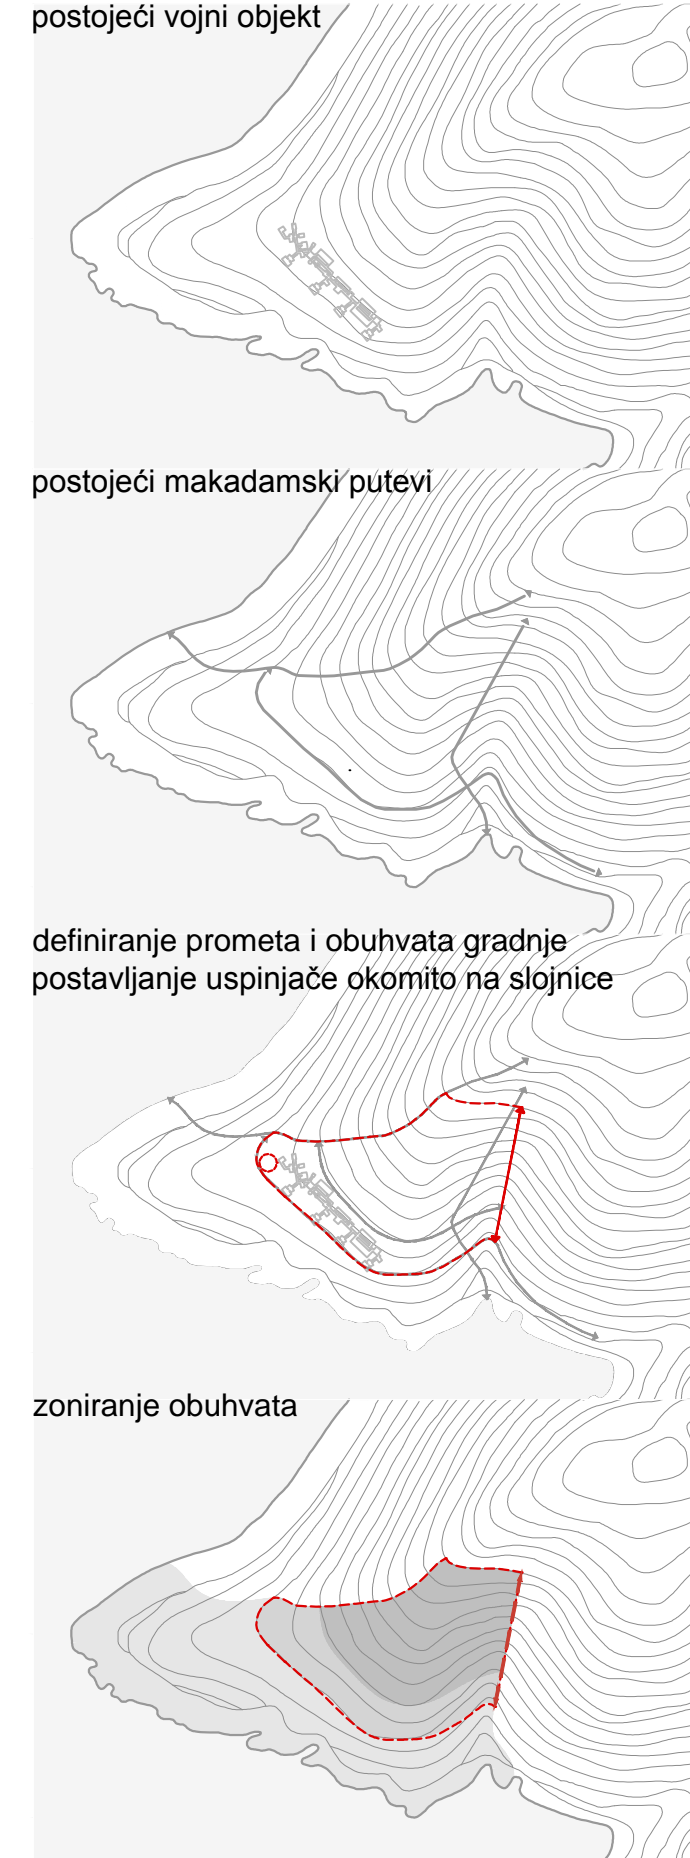 postojeći vojni objekt
postojeći makadamski putevi
definiranje prometa i obuhvata gradnje
postavljanje uspinjače okomito na slojnice
zoniranje obuhvata